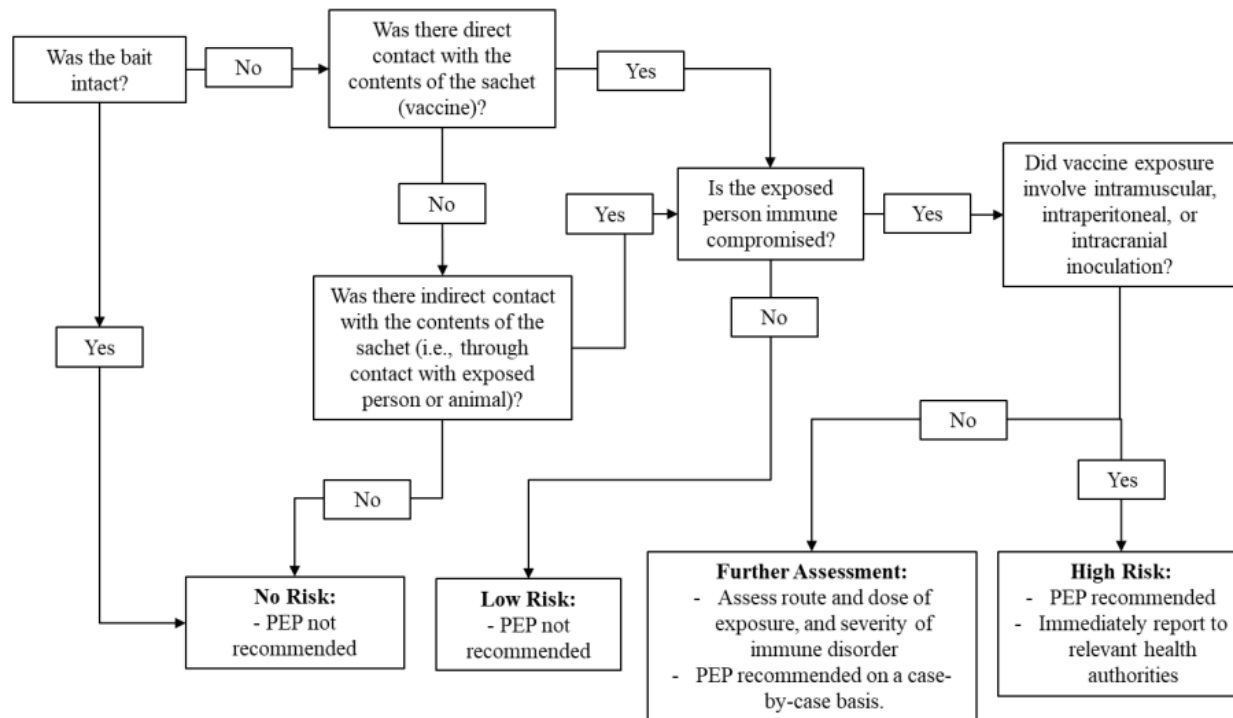 Was the bait
intact?
No
Was there direct
contact with the
contents of the sachet
(vaccine)?
Yes
No
Is the exposed
person immune
compromised?
Yes
Did vaccine exposure
involve intramuscular,
intraperitoneal, or
intracranial
inoculation?
Yes
Was there indirect contact
with the contents of the
sachet (i.e., through
contact with exposed
person or animal)?
Yes
No
No
No
Yes
No Risk:
- PEP not
recommended
Low Risk:
- PEP not
recommended
Further Assessment:
- Assess route and dose of
exposure, and severity of
immune disorder
- PEP recommended on a case-
by-case basis.
High Risk:
- PEP recommended
- Immediately report to
relevant health
authorities